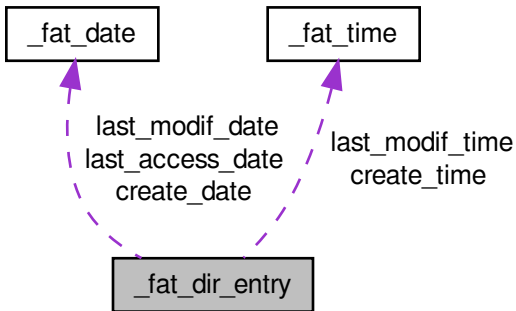 _fat_date
_fat_time
last_modif_date
last_access_date
create_date
last_modif_time
create_time
_fat_dir_entry